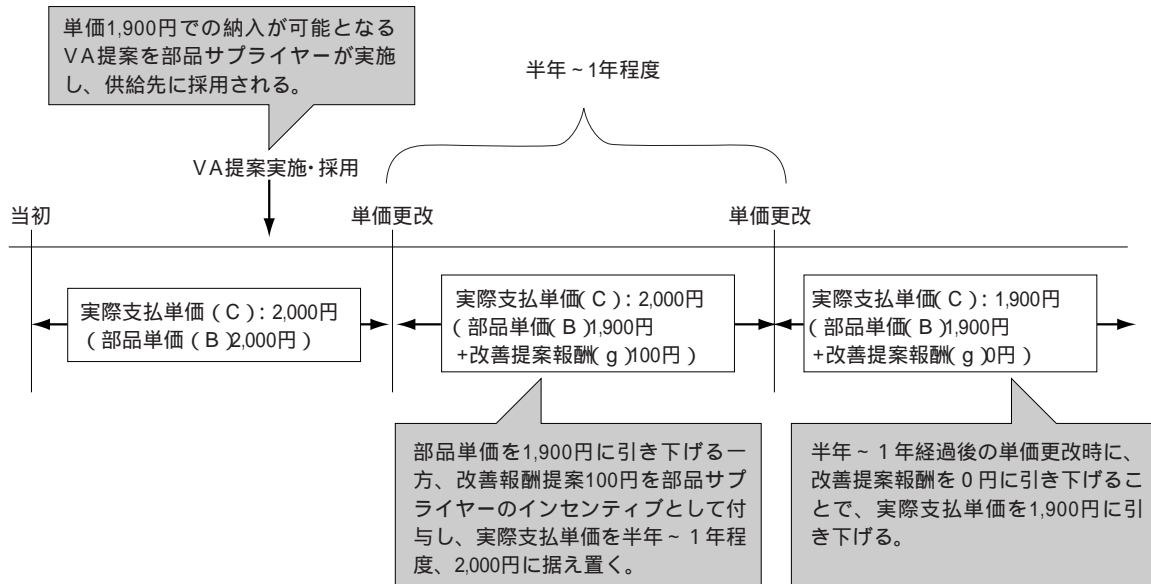 単価1,900円での納入が可能となる
VA提案を部品サプライヤーが実施
し、供給先に採用される。
半年~1年程度
VA提案実施・採用
当初
単価更改
単価更改
実際支払単価(C):2,000円
(部品単価(B)2,000円)
実際支払単価(C):2,000円
(部品単価(B)1,900円
+改善提案報酬(g)100円)
実際支払単価(C):1,900円
(部品単価(B)1,900円
+改善提案報酬(g)0円)
部品単価を1,900円に引き下げる一
方、改善報酬提案100円を部品サプ
ライヤーのインセンティブとして付
与し、実際支払単価を半年~1年程
度、2,000円に据え置く。
半年~1年経過後の単価更改時に、
改善提案報酬を0円に引き下げるこ
とで、実際支払単価を1,900円に引
き下げる。